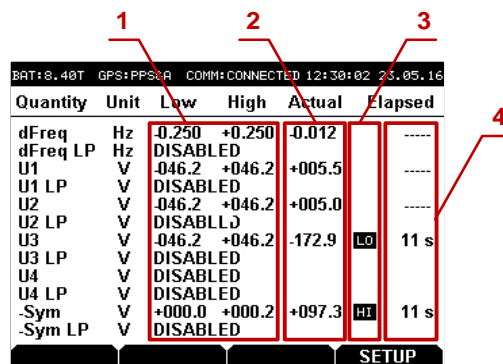 1 2 3
BAT:8.40T GPS:PPS&A COMM:CONNECTED 12:30:02 23.05.16
Quantity Unit Low High Actual Elapsed
4
dFreq Hz -0.250 +0.250 -0.012 -----
dFreq LP Hz DISABLED
U1 V -046.2 +046.2 +005.5 -----
U1 LP V DISABLED
U2 V -046.2 +046.2 +005.0 -----
U2 LP V DISABLED
U3 V -046.2 +046.2 -172.9 LO 11 s
U3 LP V DISABLED
U4 V DISABLED
U4 LP V DISABLED
-Sym V +000.0 +000.2 +097.3 HI 11 s
-Sym LP V DISABLED
SETUP